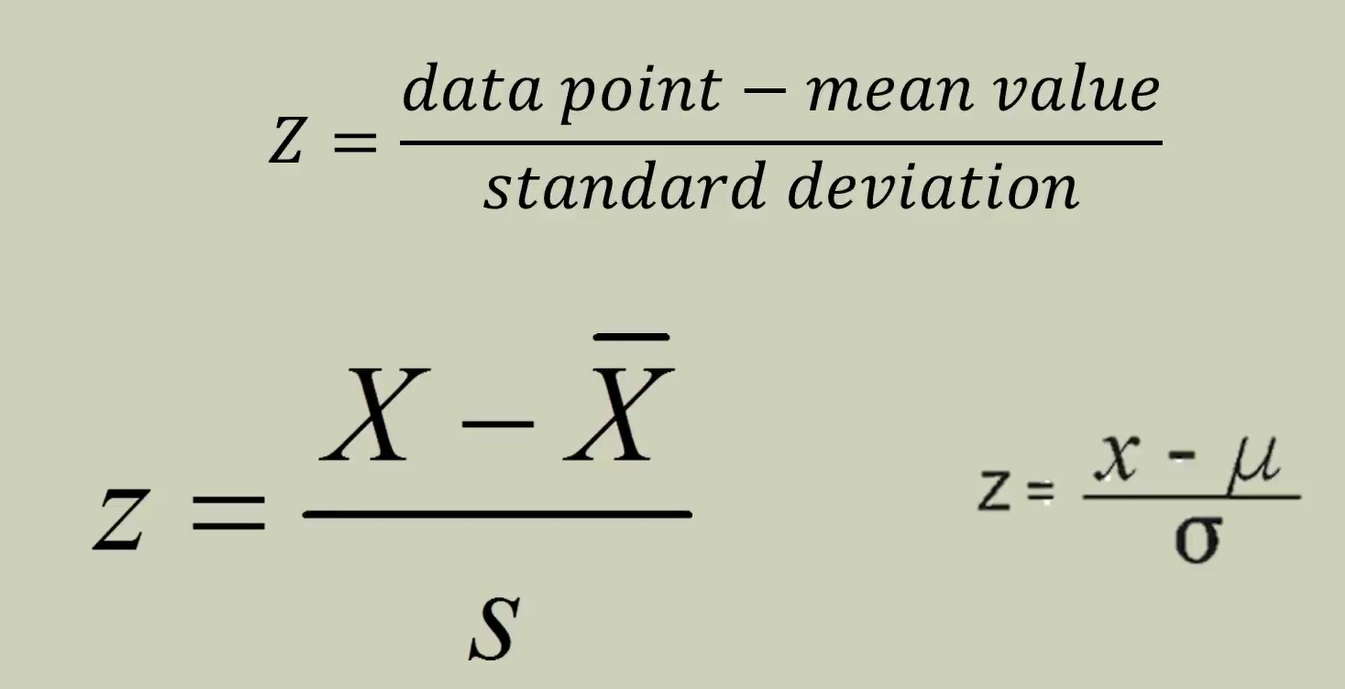 Z = (data point − mean value) / (standard deviation)
z = (X − X̅) / s
z = (x - μ) / σ